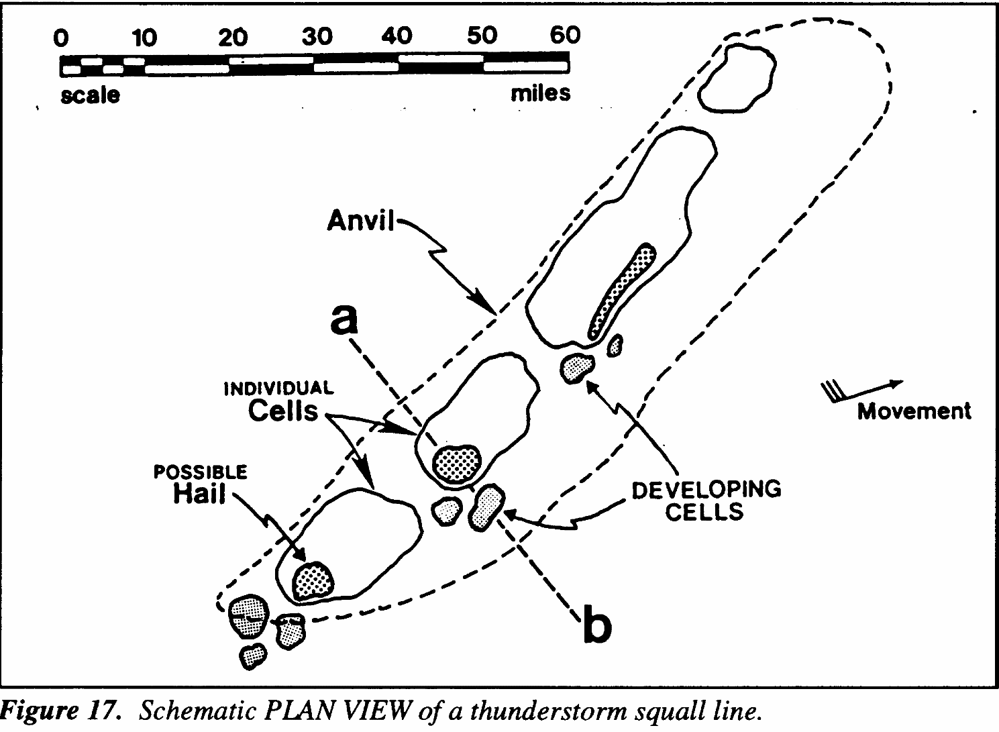 0 10 20 30 40 50 60
scale miles
Anvil
a
INDIVIDUAL
Cells
POSSIBLE
Hail
Movement
DEVELOPING
CELLS
b
Figure 17. Schematic PLAN VIEW of a thunderstorm squall line.